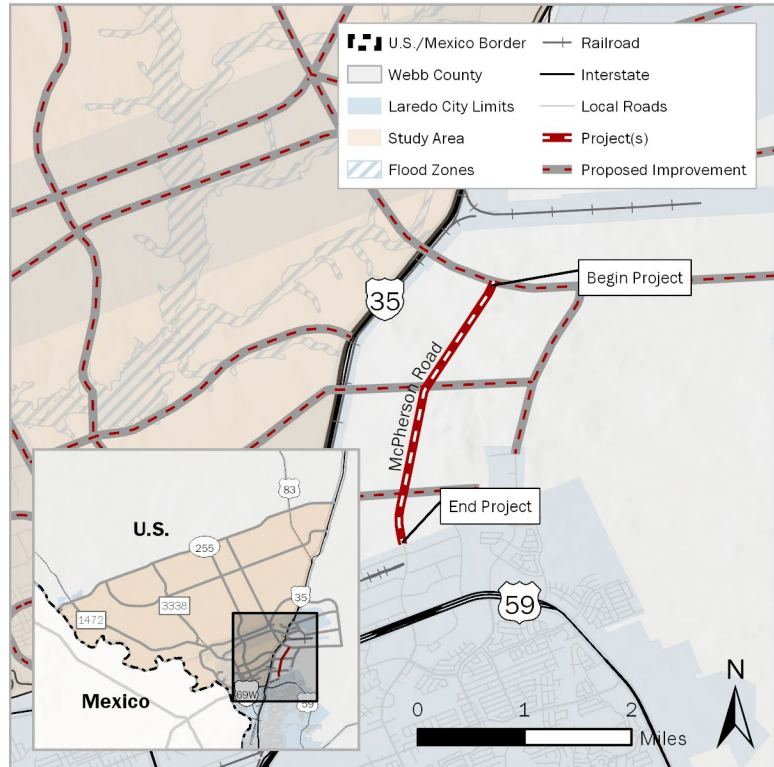 U.S./Mexico Border
Webb County
Laredo City Limits
Study Area
Flood Zones
Railroad
Interstate
Local Roads
Project(s)
Proposed Improvement
35
Begin Project
McPherson Road
End Project
59
83
U.S.
255
35
3338
1472
69W
59
Mexico
N
0 1 2
Miles